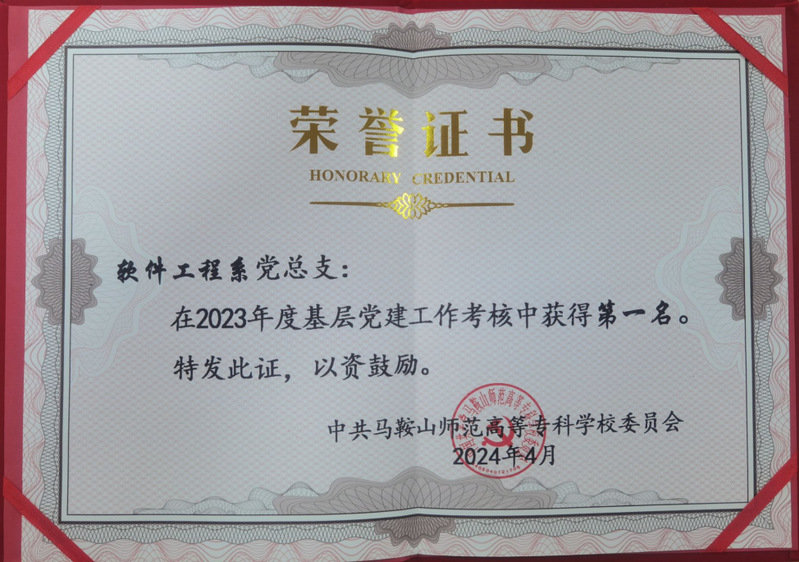 荣誉证书
HONORARY CREDENTIAL
软件工程系党总支：
在2023年度基层党建工作考核中获得第一名。
特发此证，以资鼓励。
中共马鞍山师范高等专科学校委员会
2024年4月